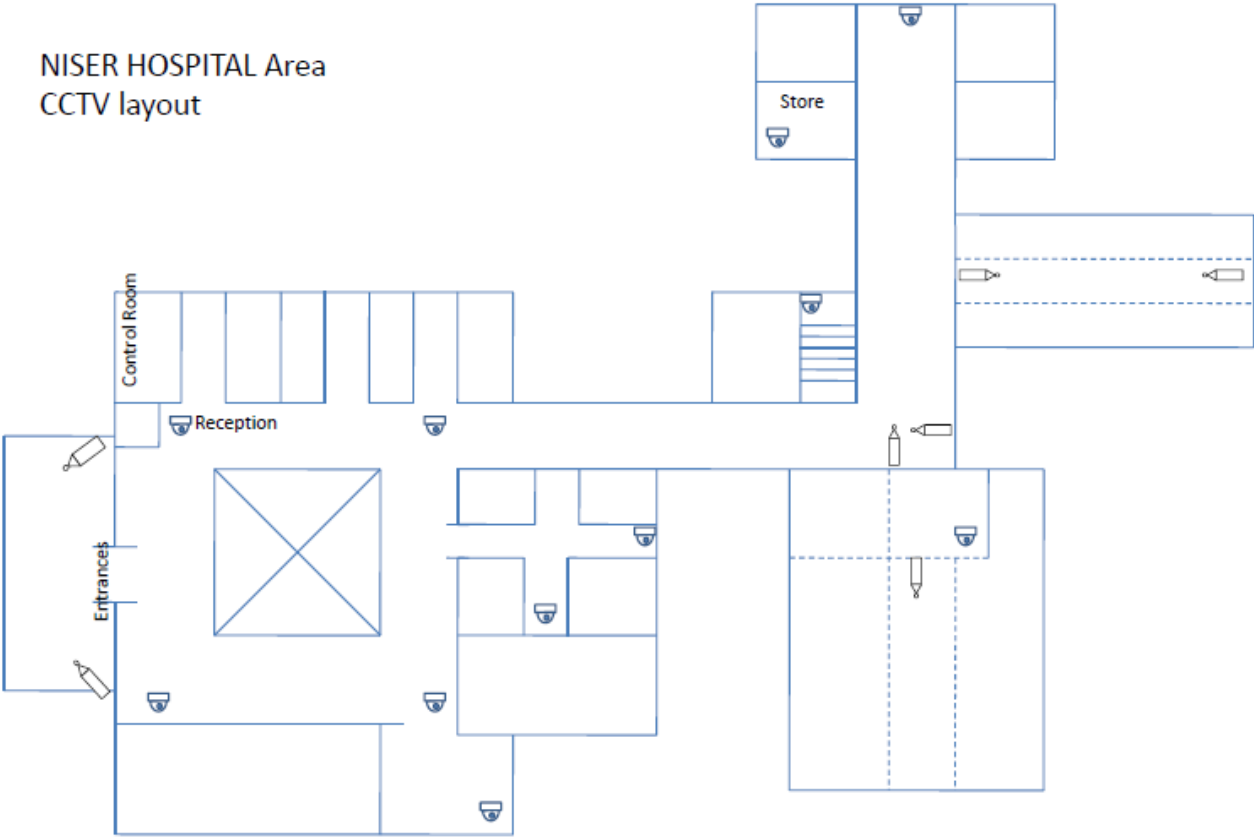 NISER HOSPITAL Area
CCTV layout
Store
Control Room
Reception
Entrances